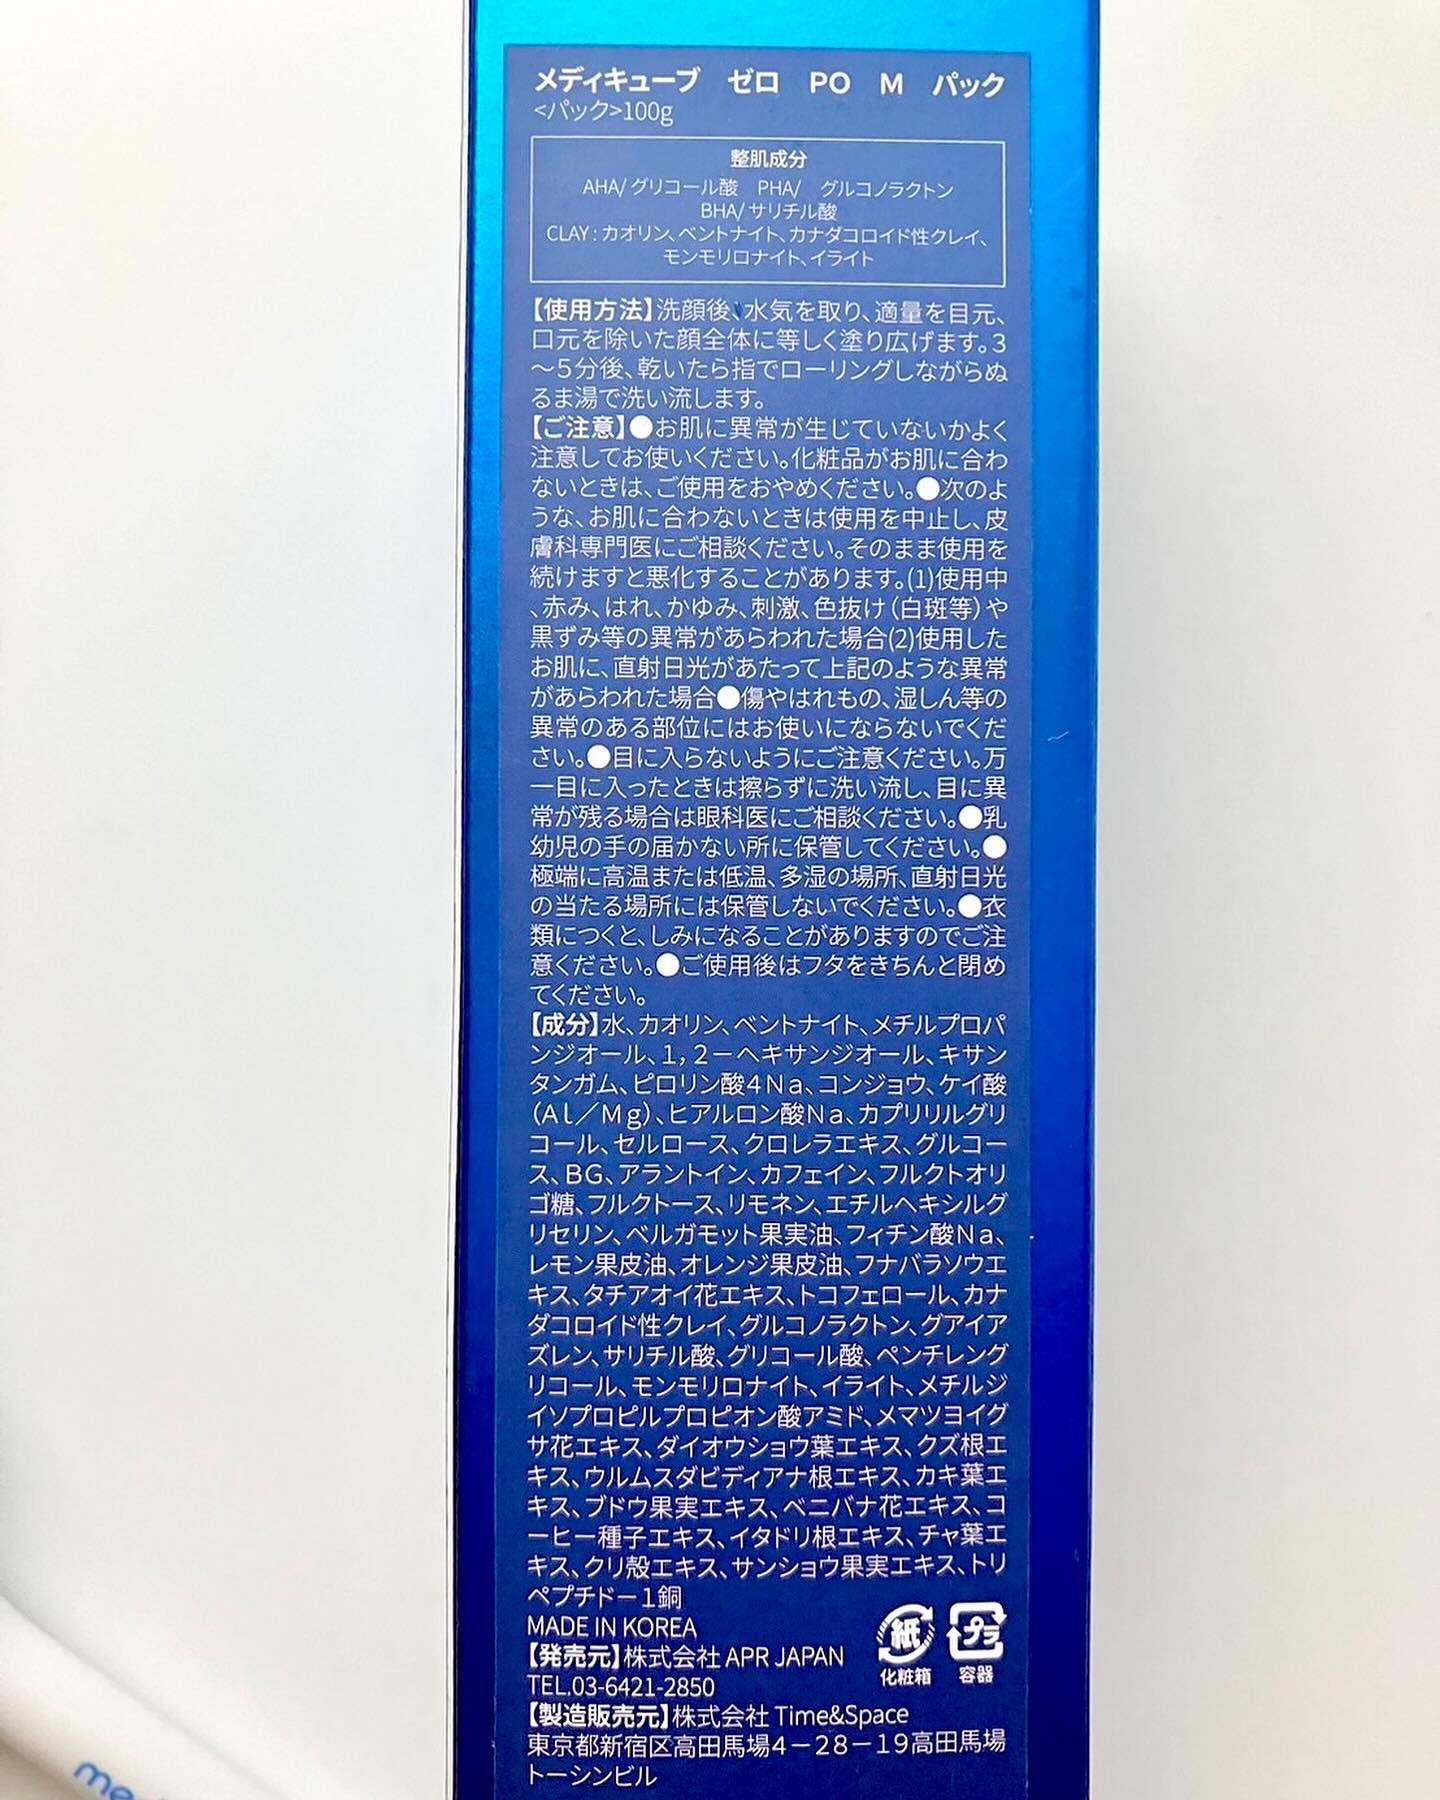 メディキューブ ゼロ PO M パック
<パック>100g
整肌成分
AHA/グリコール酸 PHA/ グルコノラクトン
BHA/サリチル酸
CLAY : カオリン、ベントナイト、カナダコロイド性クレイ、
モンモリロナイト、イライト
【使用方法】洗顔後、水気を取り、適量を目元、
口元を除いた顔全体に等しく塗り広げます。3
～5分後、乾いたら指でローリングしながらぬ
るま湯で洗い流します。
【ご注意】●お肌に異常が生じていないかよく
注意してお使いください。化粧品がお肌に合わ
ないときは、ご使用をおやめください。●次のよ
うな、お肌に合わないときは使用を中止し、皮
膚科専門医にご相談ください。そのまま使用を
続けますと悪化することがあります。(1)使用中
、赤み、はれ、かゆみ、刺激、色抜け（白斑等）や
黒ずみ等の異常があらわれた場合(2)使用した
お肌に、直射日光があたって上記のような異常
があらわれた場合●傷やはれもの、湿しん等の
異常のある部位にはお使いにならないでくだ
さい。●目に入らないようにご注意ください。万
一目に入ったときは擦らずに洗い流し、目に異
常が残る場合は眼科医にご相談ください。●乳
幼児の手の届かない所に保管してください。●
極端に高温または低温、多湿の場所、直射日光
の当たる場所には保管しないでください。●衣
類につくと、しみになることがありますのでご注
意ください。●ご使用後はフタをきちんと閉め
てください。
【成分】水、カオリン、ベントナイト、メチルプロパ
ンジオール、1，2－ヘキサンジオール、キサン
タンガム、ピロリン酸4Na、コンジョウ、ケイ酸
（Al／Mg）、ヒアルロン酸Na、カプリリルグリ
コール、セルロース、クロレラエキス、グルコー
ス、BG、アラントイン、カフェイン、フルクトオリ
ゴ糖、フルクトース、リモネン、エチルヘキシルグ
リセリン、ベルガモット果実油、フィチン酸Na、
レモン果皮油、オレンジ果皮油、フナバラソウエ
キス、タチアオイ花エキス、トコフェロール、カナ
ダコロイド性クレイ、グルコノラクトン、グアイア
ズレン、サリチル酸、グリコール酸、ペンチレング
リコール、モンモリロナイト、イライト、メチルジ
イソプロピルプロピオン酸アミド、メマツヨイグ
サ花エキス、ダイオウショウ葉エキス、クズ根エ
キス、ウルムスダビディアナ根エキス、カキ葉エ
キス、ブドウ果実エキス、ベニバナ花エキス、コ
ーヒー種子エキス、イタドリ根エキス、チャ葉エ
キス、クリ殻エキス、サンショウ果実エキス、トリ
ペプチドー1銅
MADE IN KOREA
【発売元】株式会社 APR JAPAN
TEL.03-6421-2850
【製造販売元】株式会社 Time&Space
東京都新宿区高田馬場4－28－19高田馬場
トーシンビル
紙
化粧箱
プラ
容器
me